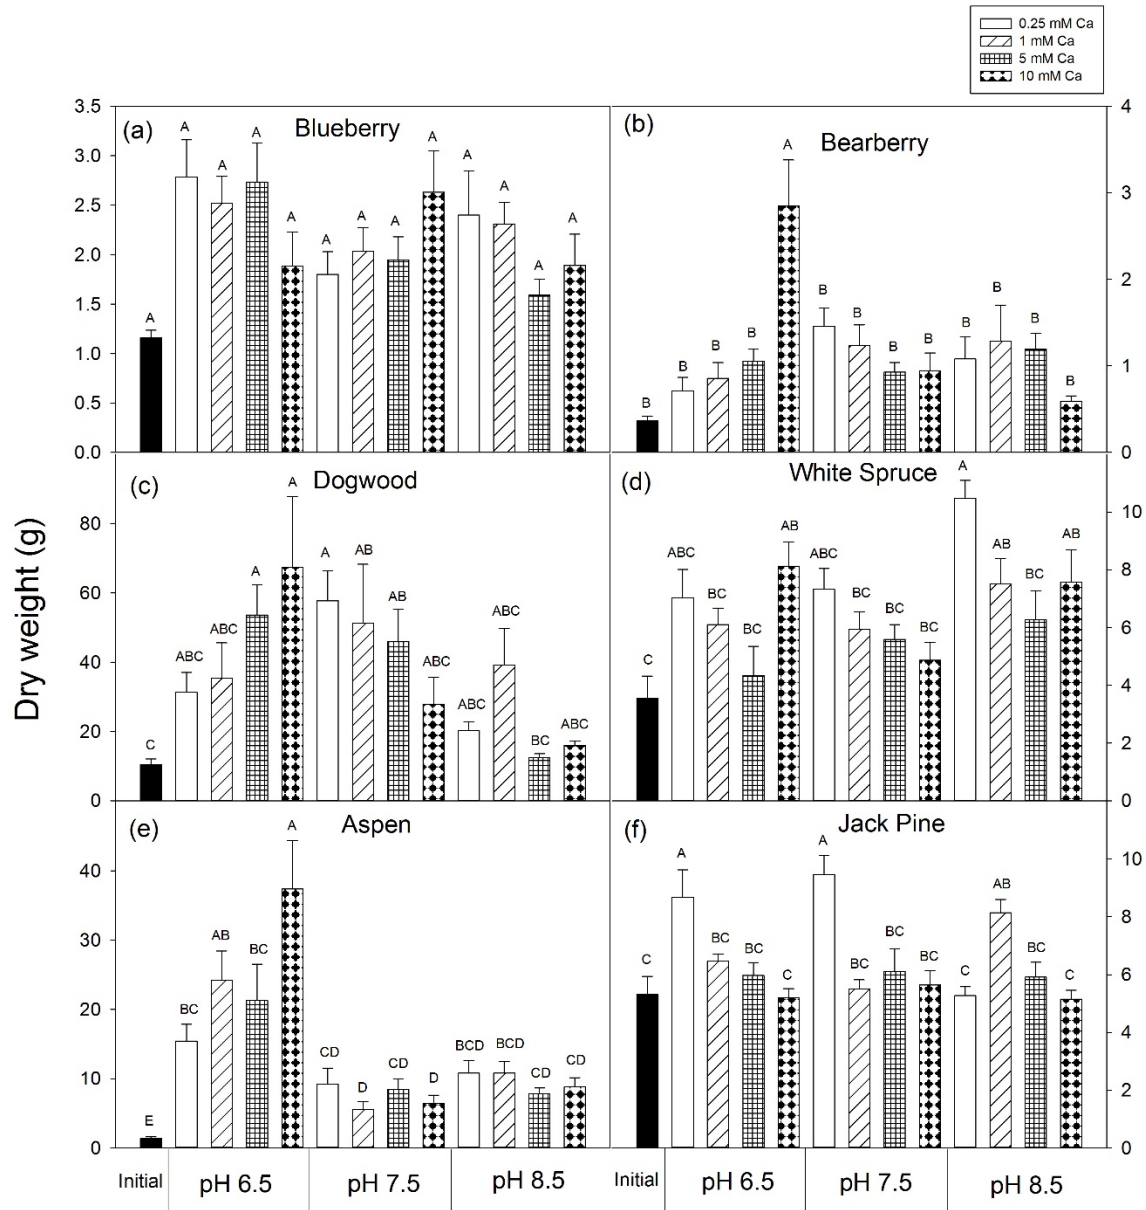 0.25 mM Ca
1 mM Ca
5 mM Ca
10 mM Ca
Dry weight (g)
(a) Blueberry
3.5
3.0
2.5
2.0
1.5
1.0
0.5
0.0
A A A A A A A A A A A A A
(b) Bearberry
4
3
2
1
0
B B B B A B B B B B B B B
(c) Dogwood
80
60
40
20
0
C ABC ABC A A A AB AB ABC ABC ABC BC ABC
(d) White Spruce
10
8
6
4
2
0
C ABC BC BC AB ABC BC BC BC A AB BC AB
(e) Aspen
40
30
20
10
0
E BC AB BC A CD D CD D BCD BCD CD CD
(f) Jack Pine
10
8
6
4
2
0
C A BC BC C A BC BC BC C AB BC C
Initial pH 6.5 pH 7.5 pH 8.5
Initial pH 6.5 pH 7.5 pH 8.5